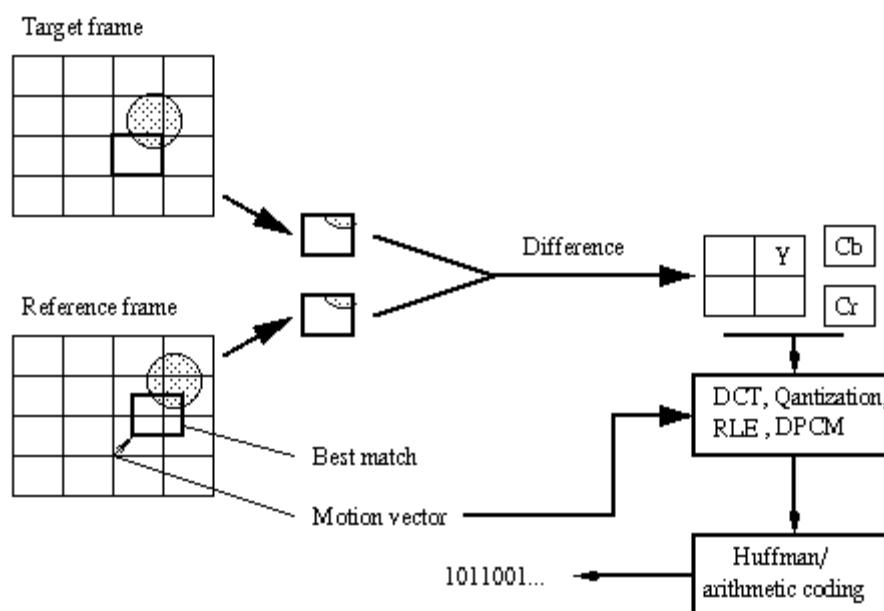 Target frame
Difference
Y
Cb
Cr
Reference frame
DCT, Qantization,
RLE , DPCM
Best match
Motion vector
Huffman/
arithmetic coding
1011001...